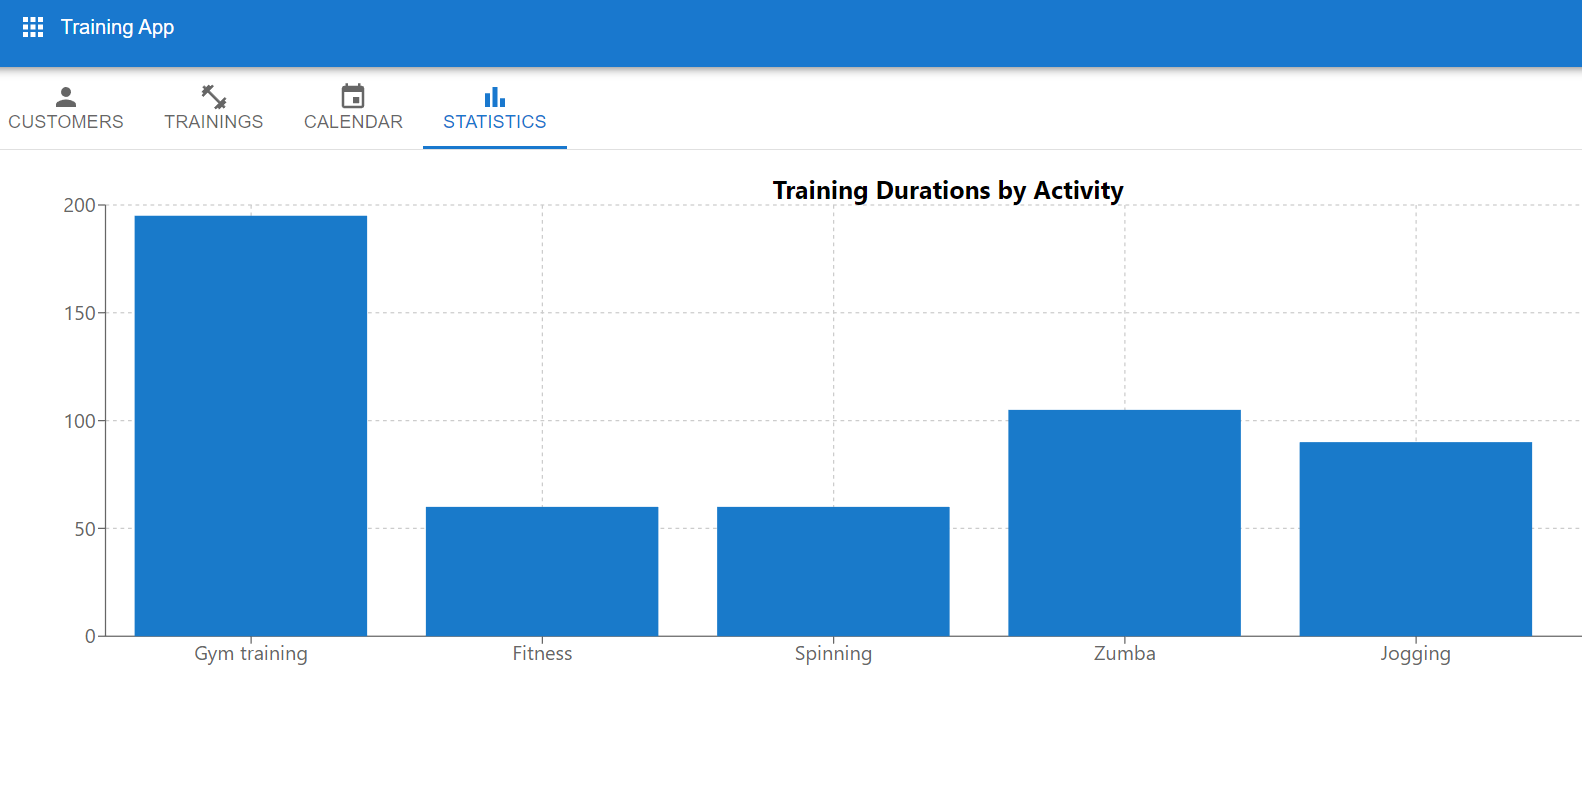 Training App
CUSTOMERS TRAININGS CALENDAR STATISTICS
Training Durations by Activity
200
150
100
50
0
Gym training Fitness Spinning Zumba Jogging